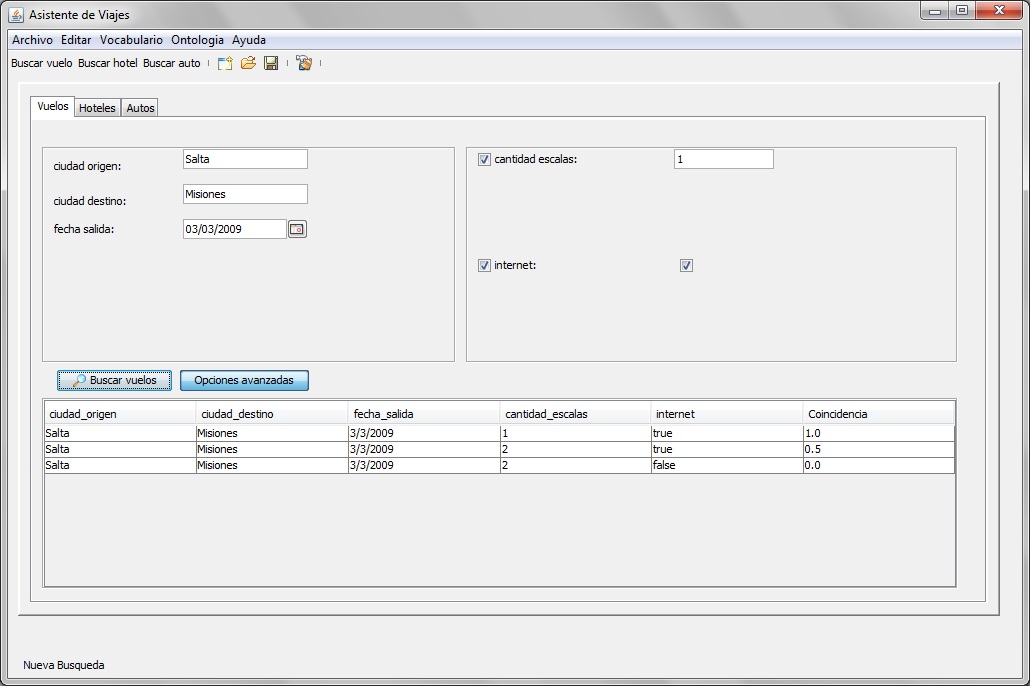 Asistente de Viajes
Archivo Editar Vocabulario Ontologia Ayuda
Buscar vuelo Buscar hotel Buscar auto
Vuelos Hoteles Autos
ciudad origen: Salta
cantidad escalas: 1
ciudad destino: Misiones
fecha salida: 03/03/2009
internet:
Buscar vuelos Opciones avanzadas
ciudad_origen ciudad_destino fecha_salida cantidad_escalas internet Coincidencia
Salta Misiones 3/3/2009 1 true 1.0
Salta Misiones 3/3/2009 2 true 0.5
Salta Misiones 3/3/2009 2 false 0.0
Nueva Busqueda